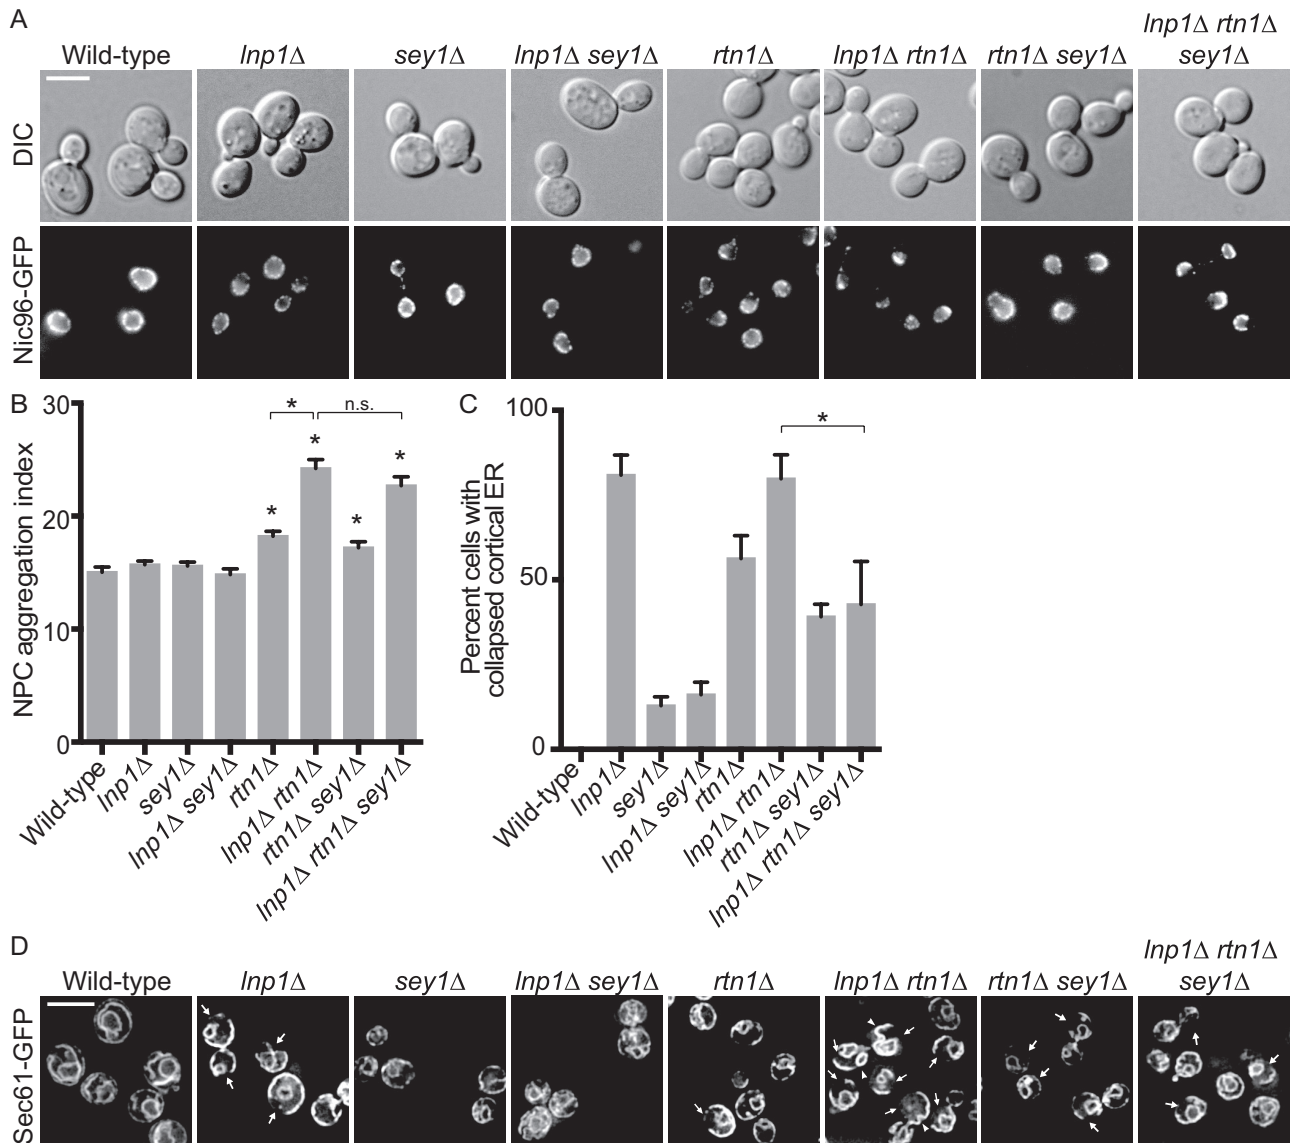 A
Wild-type
lnp1Δ
sey1Δ
lnp1Δ sey1Δ
rtn1Δ
lnp1Δ rtn1Δ
rtn1Δ sey1Δ
lnp1Δ rtn1Δ
sey1Δ
DIC
Nic96-GFP
B
NPC aggregation index
30
20
10
0
*
n.s.
*
*
*
*
Wild-type
lnp1Δ
sey1Δ
lnp1Δ sey1Δ
rtn1Δ
lnp1Δ rtn1Δ
rtn1Δ sey1Δ
lnp1Δ rtn1Δ sey1Δ
C
Percent cells with
collapsed cortical ER
100
50
0
*
Wild-type
lnp1Δ
sey1Δ
lnp1Δ sey1Δ
rtn1Δ
lnp1Δ rtn1Δ
rtn1Δ sey1Δ
lnp1Δ rtn1Δ sey1Δ
D
Wild-type
lnp1Δ
sey1Δ
lnp1Δ sey1Δ
rtn1Δ
lnp1Δ rtn1Δ
rtn1Δ sey1Δ
lnp1Δ rtn1Δ
sey1Δ
Sec61-GFP